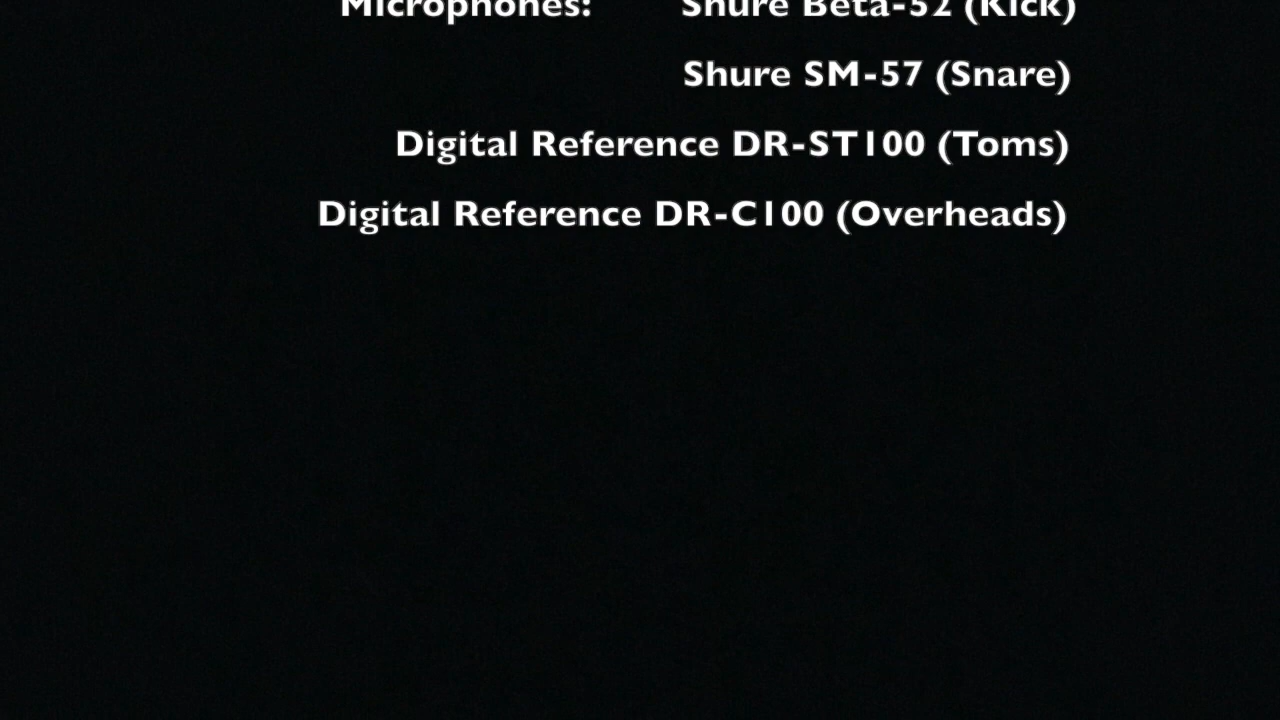 Microphones: Shure Beta-52 (Kick)
Shure SM-57 (Snare)
Digital Reference DR-ST100 (Toms)
Digital Reference DR-C100 (Overheads)